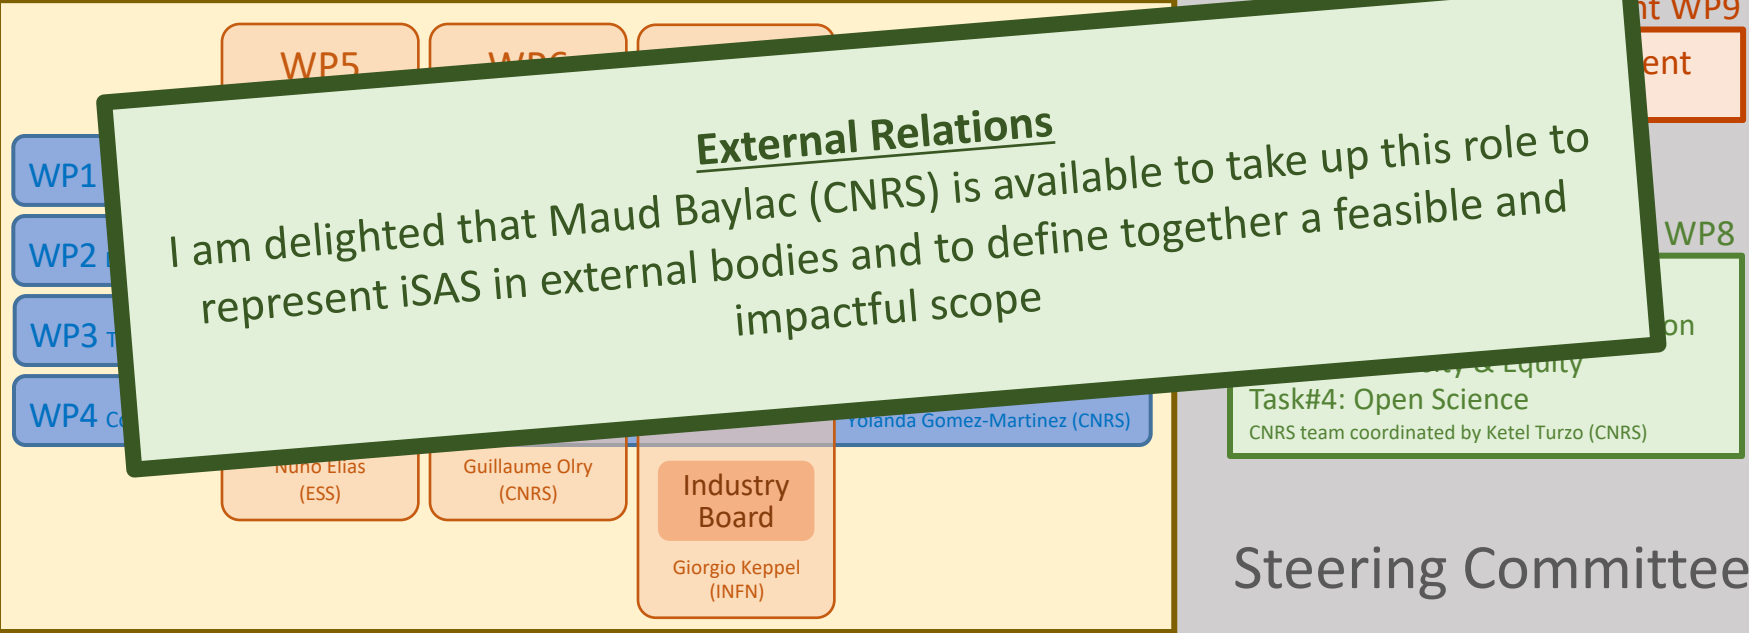 WP5
External Relations
I am delighted that Maud Baylac (CNRS) is available to take up this role to
represent iSAS in external bodies and to define together a feasible and
impactful scope
WP1
WP2
WP3
WP4
Yolanda Gomez-Martinez (CNRS)
Nuno Elias
(ESS)
Guillaume Olry
(CNRS)
Industry
Board
Giorgio Keppel
(INFN)
WP9
WP8
& Equity
Task#4: Open Science
CNRS team coordinated by Ketel Turzo (CNRS)
Steering Committee